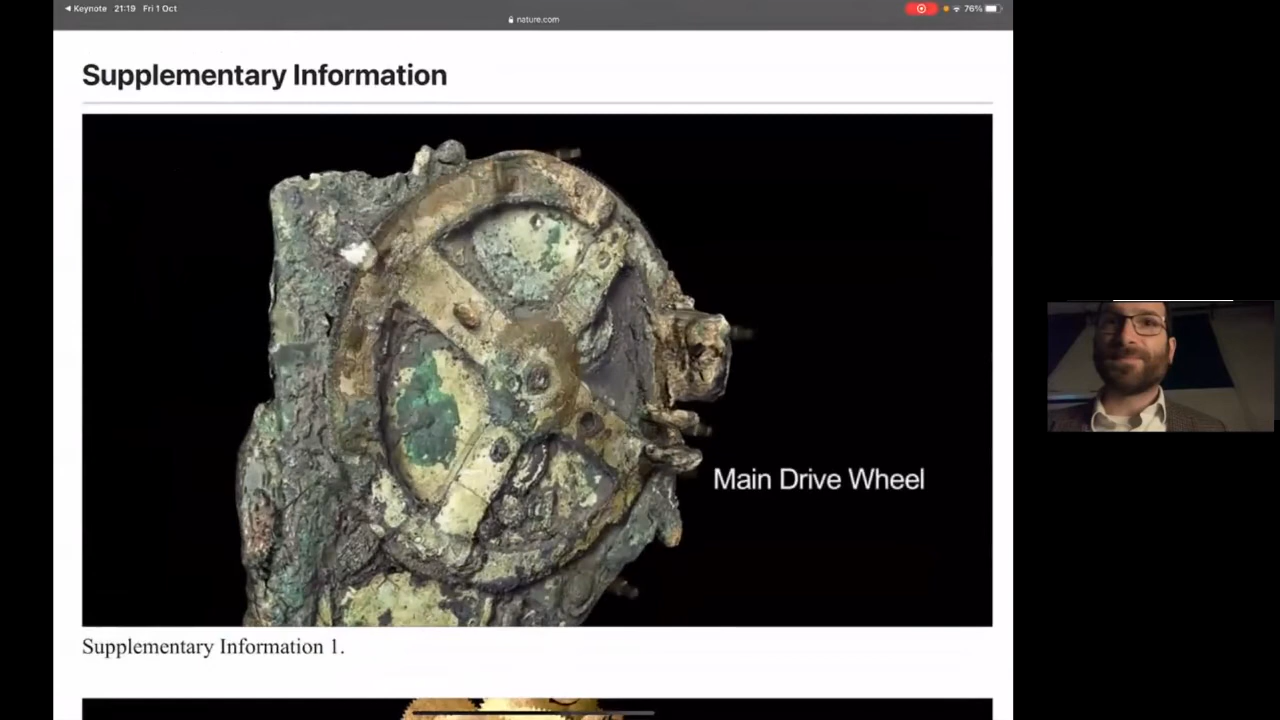 Keynote 21:19 Fri 1 Oct
76%
nature.com
Supplementary Information
Main Drive Wheel
Supplementary Information 1.